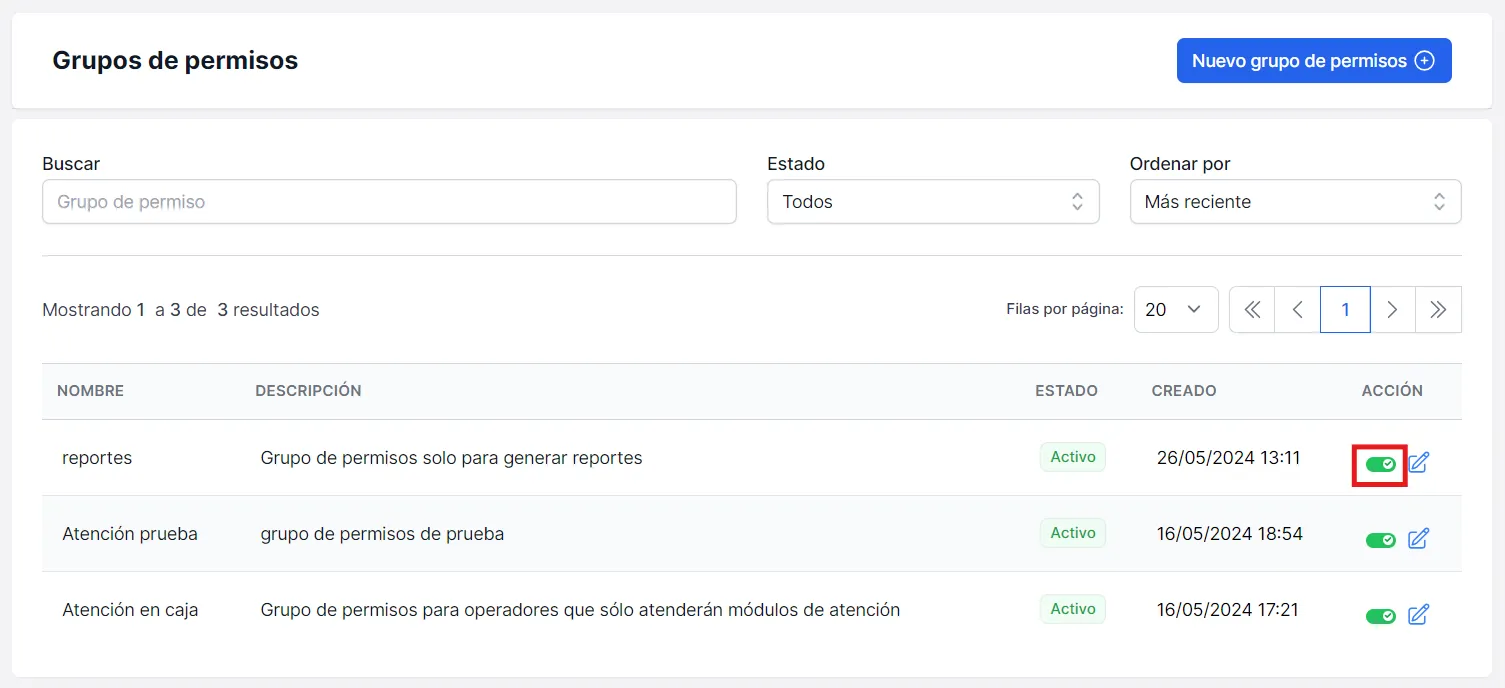 Grupos de permisos
Nuevo grupo de permisos
Buscar
Estado
Ordenar por
Grupo de permiso
Todos
Más reciente
Mostrando 1 a 3 de 3 resultados
Filas por página:
20
1
NOMBRE DESCRIPCIÓN ESTADO CREADO ACCIÓN
reportes Grupo de permisos solo para generar reportes Activo 26/05/2024 13:11
Atención prueba grupo de permisos de prueba Activo 16/05/2024 18:54
Atención en caja Grupo de permisos para operadores que sólo atenderán módulos de atención Activo 16/05/2024 17:21